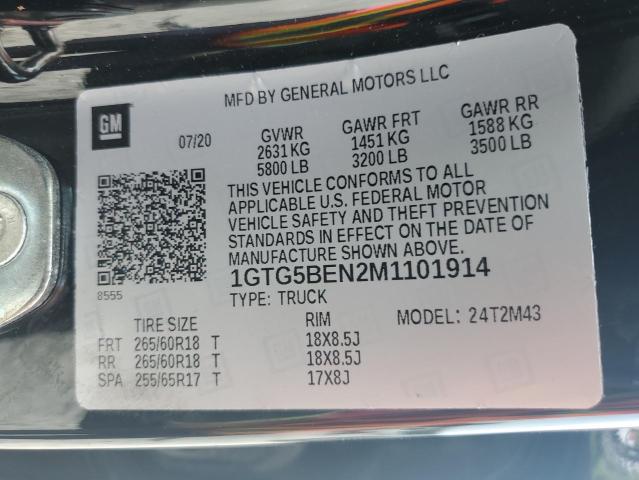 MFD BY GENERAL MOTORS LLC
GM
07/20 GVWR GAWR FRT GAWR RR
2631 KG 1451 KG 1588 KG
5800 LB 3200 LB 3500 LB
THIS VEHICLE CONFORMS TO ALL
APPLICABLE U.S. FEDERAL MOTOR
VEHICLE SAFETY AND THEFT PREVENTION
STANDARDS IN EFFECT ON THE DATE OF
MANUFACTURE SHOWN ABOVE.
8555
1GTG5BEN2M1101914
TYPE: TRUCK
TIRE SIZE RIM MODEL: 24T2M43
FRT 265/60R18 T 18X8.5J
RR 265/60R18 T 18X8.5J
SPA 255/65R17 T 17X8J